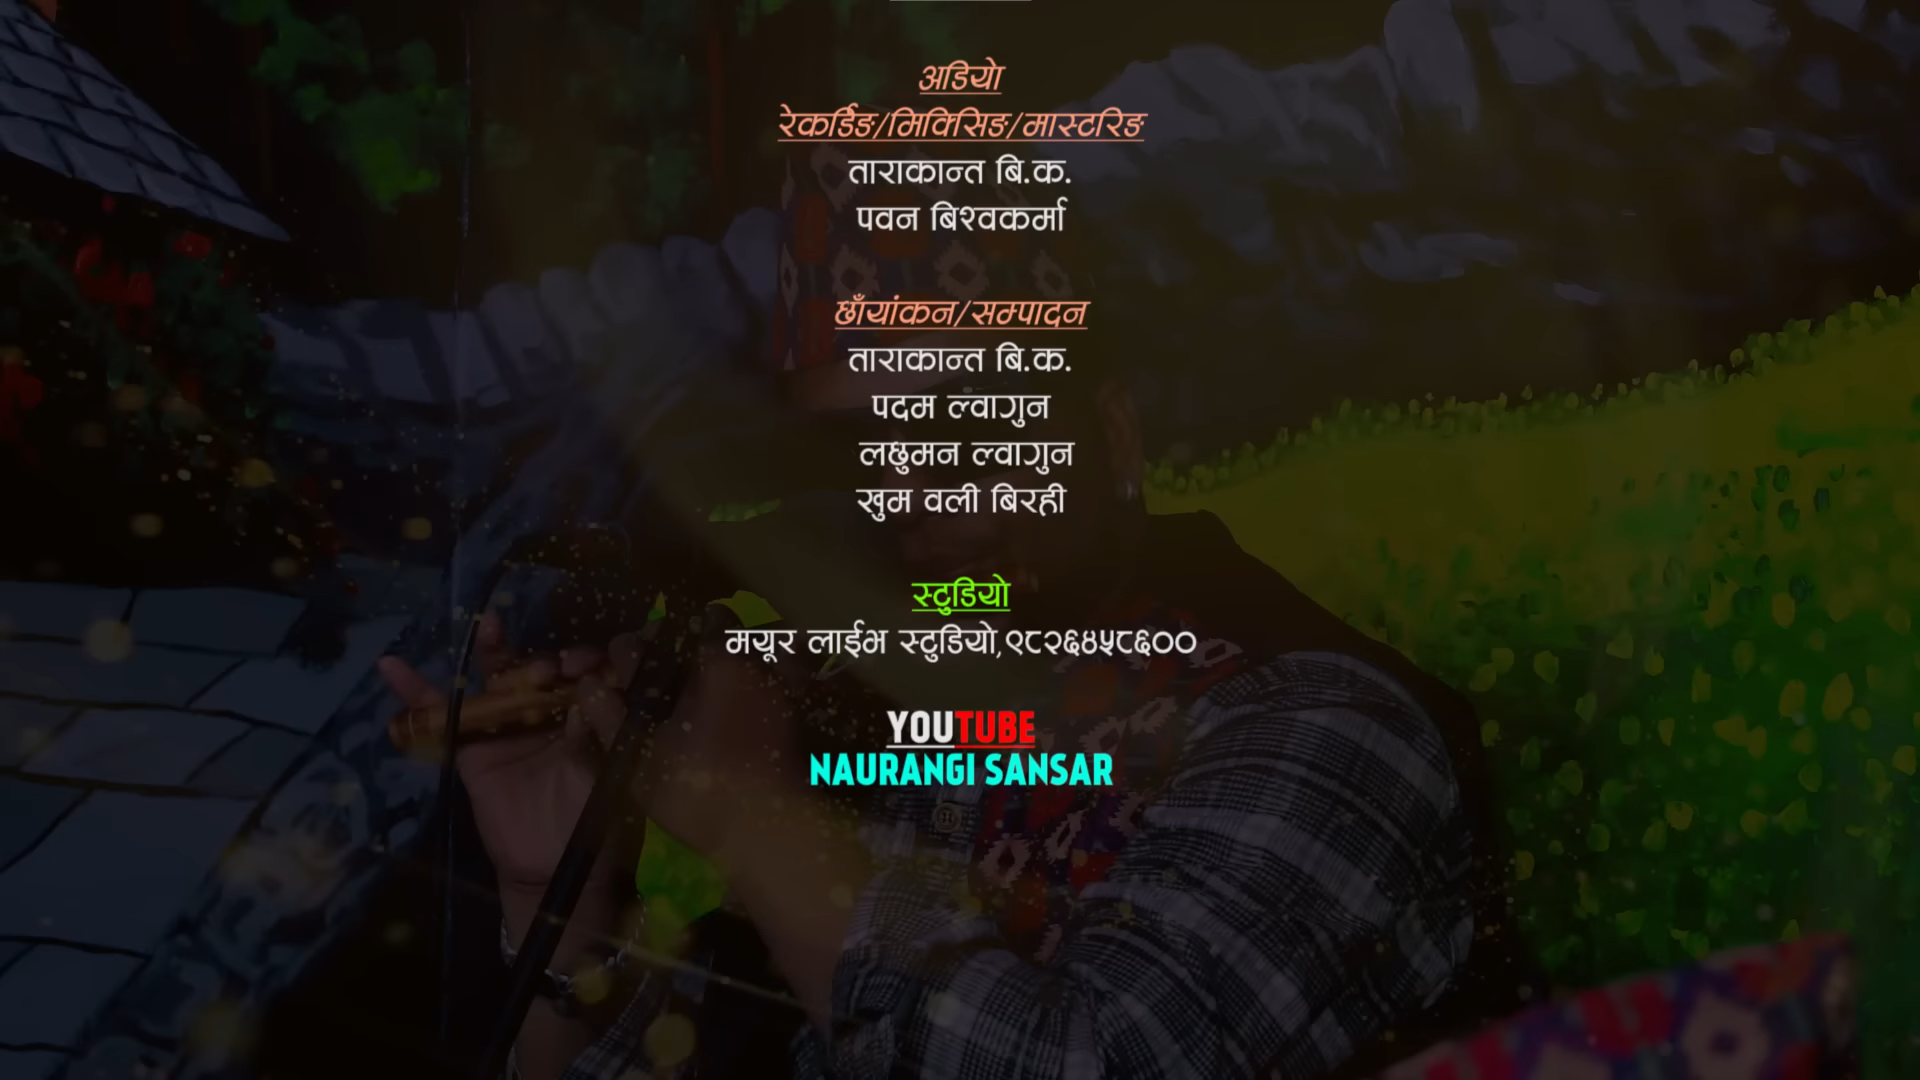 अडियो
रेकर्डिङ/मिक्सिङ/मास्टरिङ
ताराकान्त बि.क.
पवन बिश्वकर्मा
छाँयांकन/सम्पादन
ताराकान्त बि.क.
पदम ल्वागुन
लछुमन ल्वागुन
खुम वली बिरही
स्टुडियो
मयूर लाईभ स्टुडियो,९८२६४५८६००
YOUTUBE
NAURANGI SANSAR